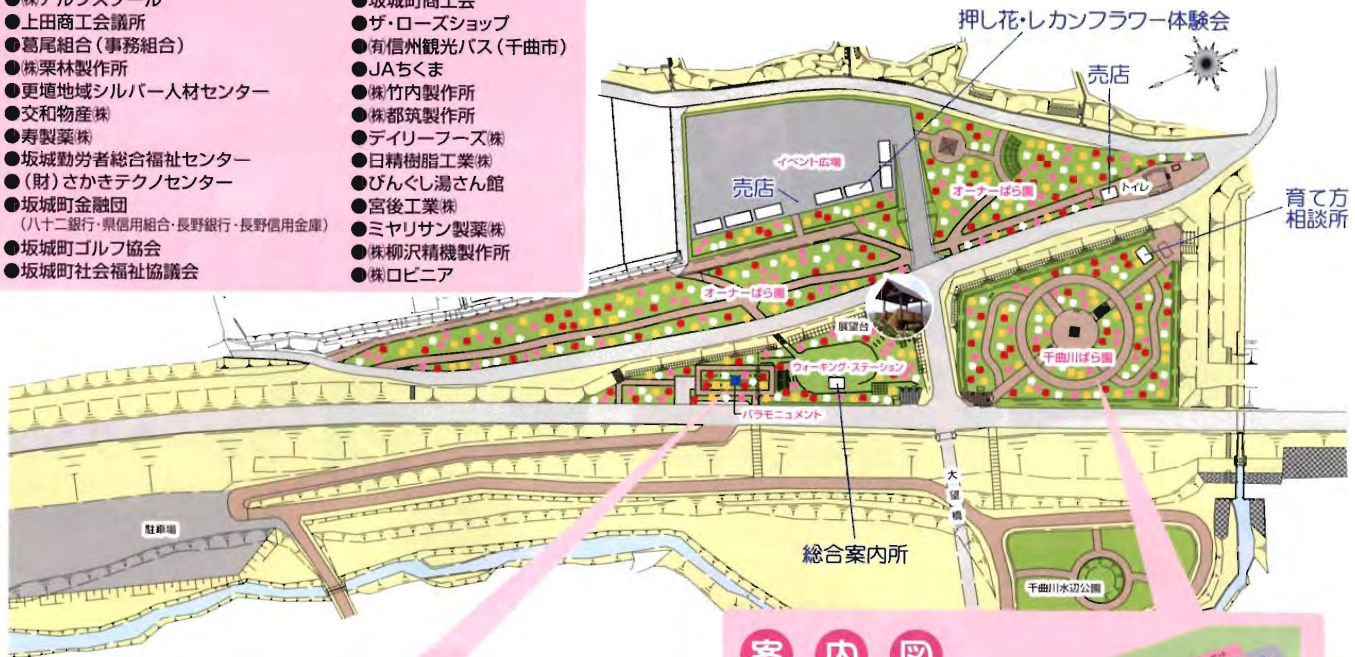 ●㈱アルプスツール
●上田商工会議所
●葛尾組合(事務組合)
●㈱栗林製作所
●更埴地域シルバー人材センター
●交和物産㈱
●寿製薬㈱
●坂城勤労者総合福祉センター
●(財)さかきテクノセンター
●坂城町金融団
(八十二銀行・県信用組合・長野銀行・長野信用金庫)
●坂城町ゴルフ協会
●坂城町社会福祉協議会
●坂城町商工会
●ザ・ローズショップ
●㈲信州観光バス(千曲市)
●JAちくま
●㈱竹内製作所
●㈱都筑製作所
●デイリーフーズ㈱
●日精樹脂工業㈱
●びんぐし湯さん館
●宮後工業㈱
●ミヤリサン製薬㈱
●㈱柳沢精機製作所
●㈱ロビニア
押し花・レカンフラワー体験会
売店
イベント広場
売店
オーナーばら園
トイレ
育て方
相談所
オーナーばら園
展望台
千曲川ばら園
ウォーキング・ステーション
バラモニュメント
大望橋
駐車場
総合案内所
千曲川水辺公園
案内図